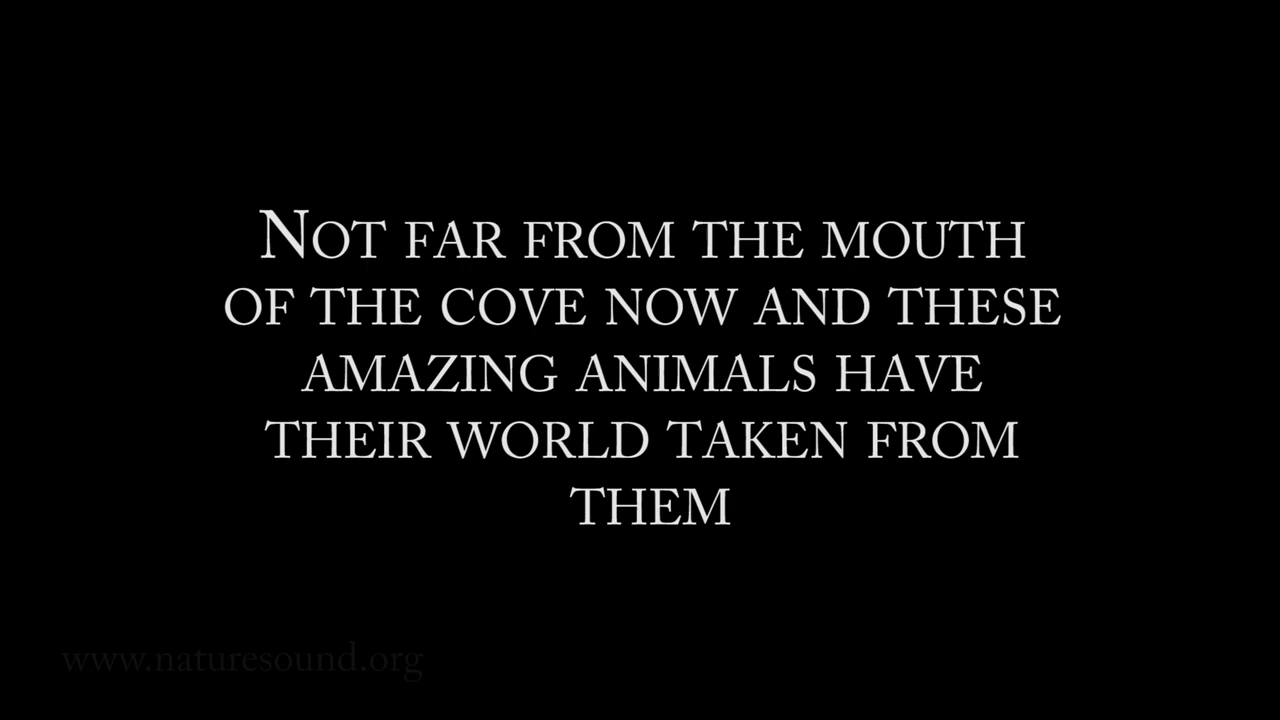 Not far from the mouth
of the cove now and these
amazing animals have
their world taken from
them
www.naturesound.org